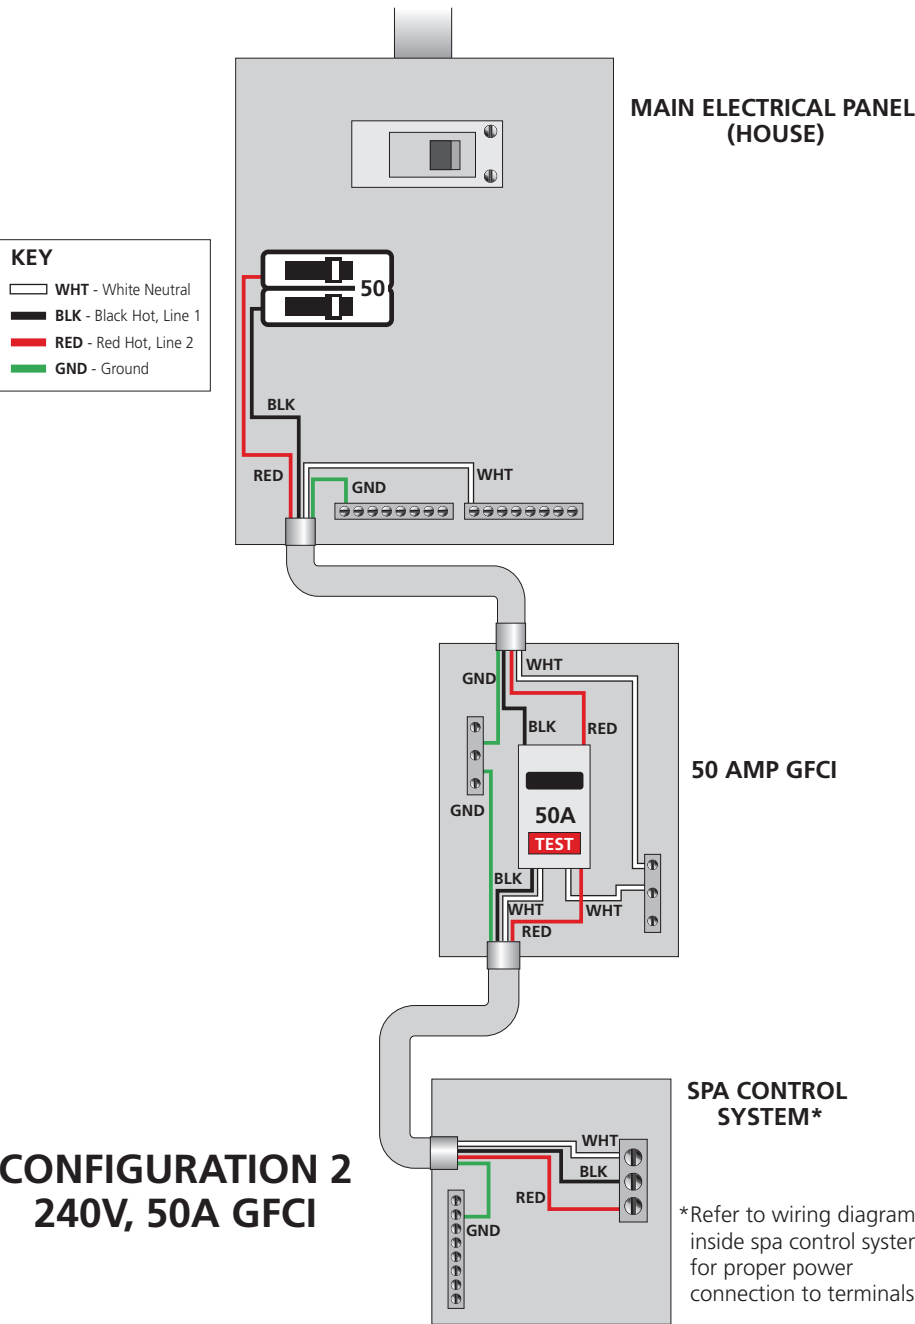 MAIN ELECTRICAL PANEL
(HOUSE)
KEY
WHT - White Neutral
BLK - Black Hot, Line 1
RED - Red Hot, Line 2
GND - Ground
50
BLK
RED
GND
WHT
WHT
GND
BLK
RED
50 AMP GFCI
50A
TEST
GND
BLK
WHT
WHT
RED
SPA CONTROL
SYSTEM*
WHT
BLK
RED
GND
CONFIGURATION 2
240V, 50A GFCI
*Refer to wiring diagram
inside spa control system
for proper power
connection to terminals